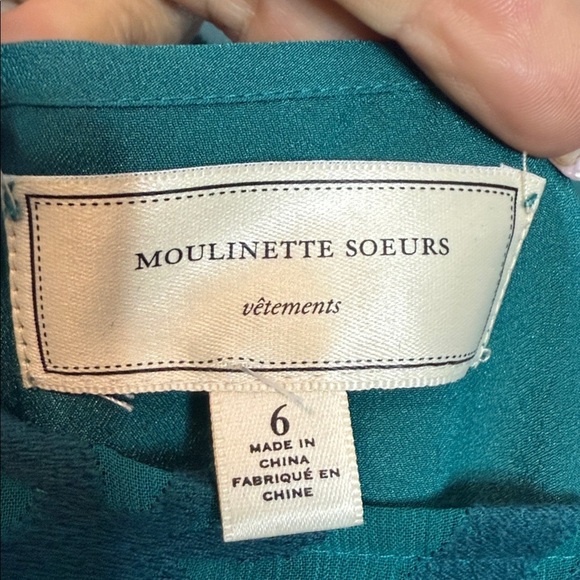 MOULINETTE SOEURS
vêtements
6
MADE IN
CHINA
FABRIQUÉ EN
CHINE